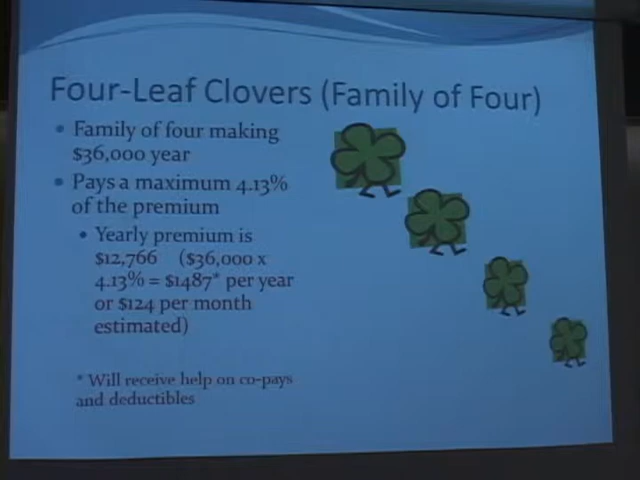 Four-Leaf Clovers (Family of Four)
• Family of four making
$36,000 year
• Pays a maximum 4.13%
of the premium
• Yearly premium is
$12,766 ($36,000 x
4.13% = $1487* per year
or $124 per month
estimated)
* Will receive help on co-pays
and deductibles